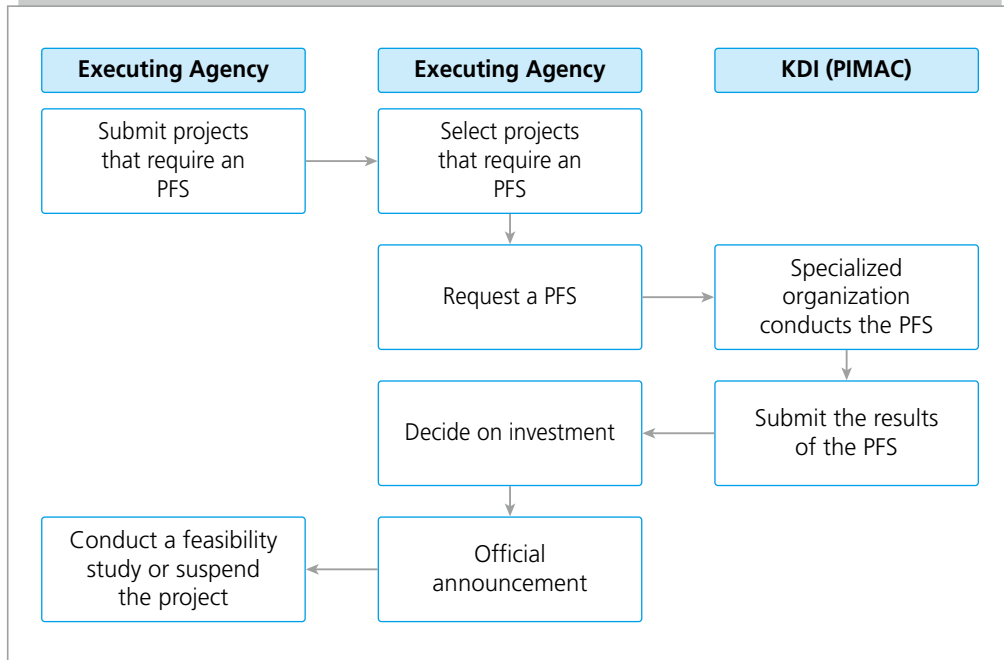 Executing Agency
Executing Agency
KDI (PIMAC)
Submit projects
that require an
PFS
Select projects
that require an
PFS
Request a PFS
Specialized
organization
conducts the PFS
Decide on investment
Submit the results
of the PFS
Conduct a feasibility
study or suspend
the project
Official
announcement